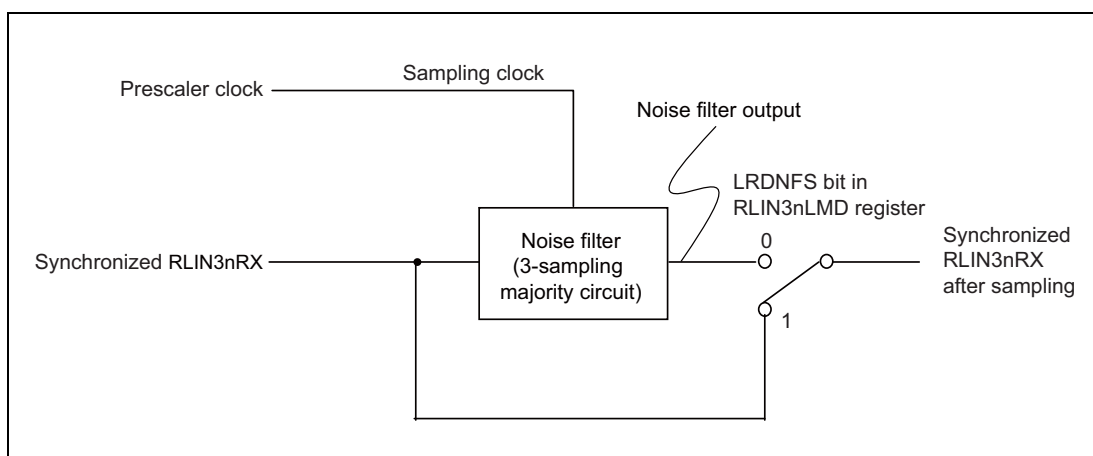 Sampling clock
Prescaler clock
Noise filter output
LRDNFS bit in
RLIN3nLMD register
Noise filter
(3-sampling
majority circuit)
Synchronized RLIN3nRX
0
1
Synchronized
RLIN3nRX
after sampling